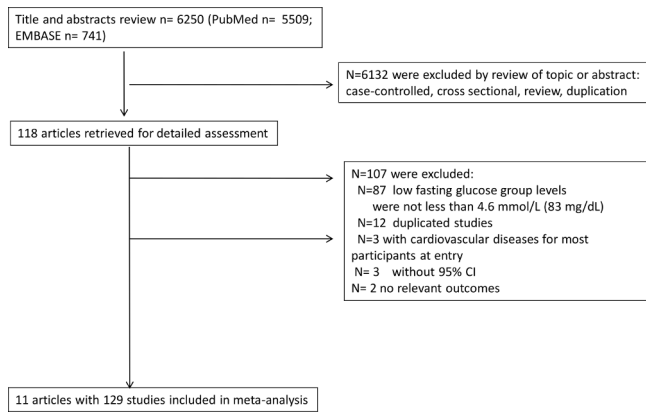 Title and abstracts review n= 6250 (PubMed n= 5509;
EMBASE n= 741)
N=6132 were excluded by review of topic or abstract:
case-controlled, cross sectional, review, duplication
118 articles retrieved for detailed assessment
N=107 were excluded:
N=87 low fasting glucose group levels
were not less than 4.6 mmol/L (83 mg/dL)
N=12 duplicated studies
N=3 with cardiovascular diseases for most
participants at entry
N= 3 without 95% CI
N= 2 no relevant outcomes
11 articles with 129 studies included in meta-analysis